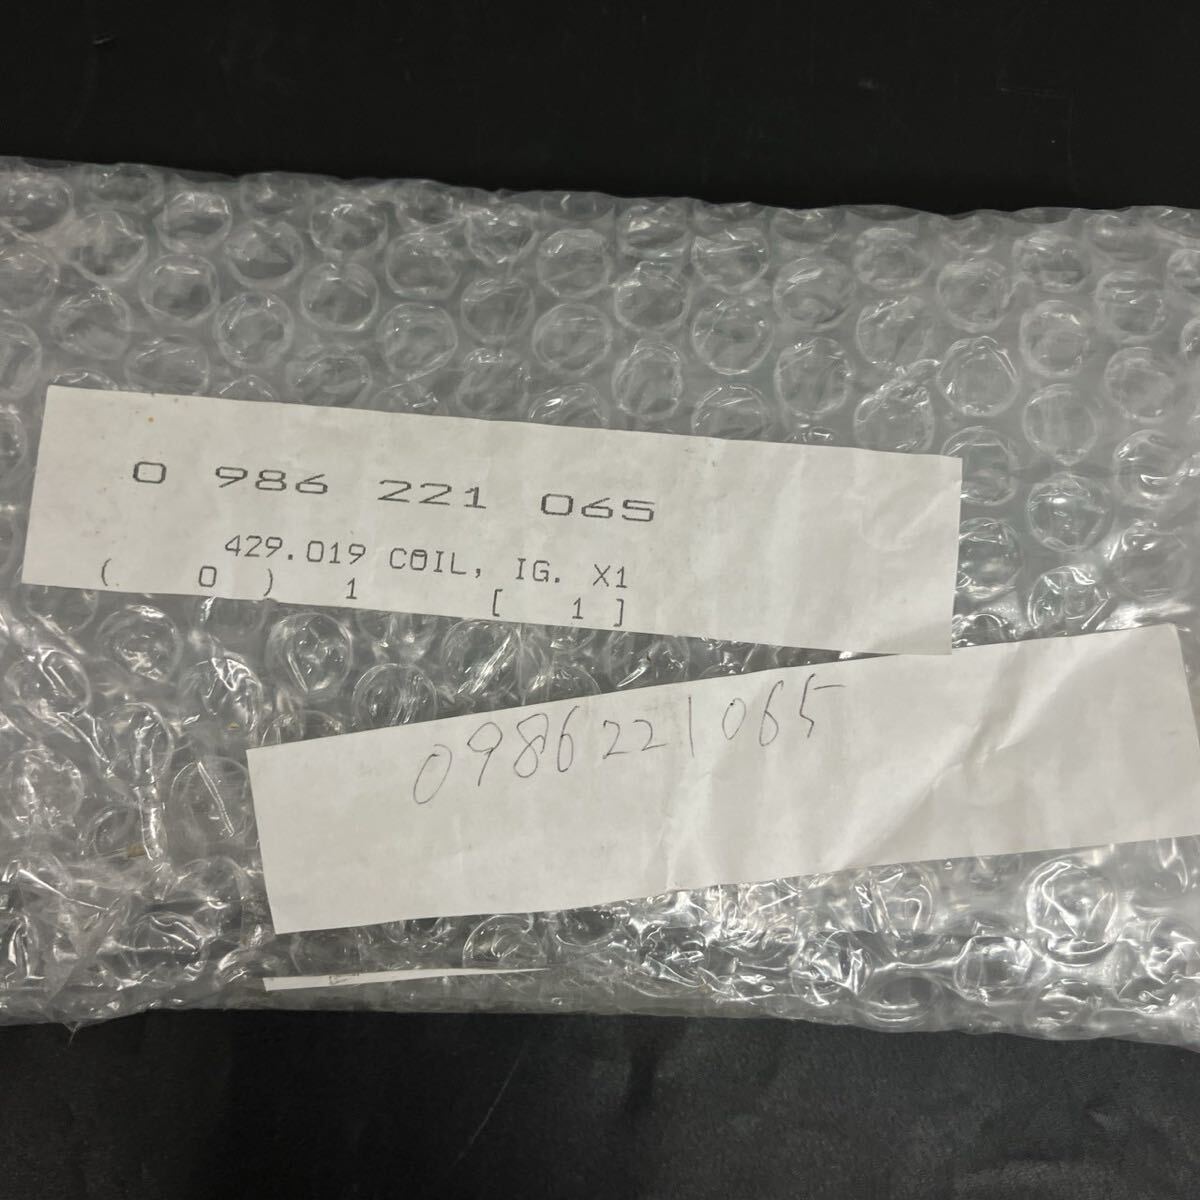 0 986 221 065
429.019 COIL, IG. X1
( 0 ) 1 [ 1 ]
0986221065